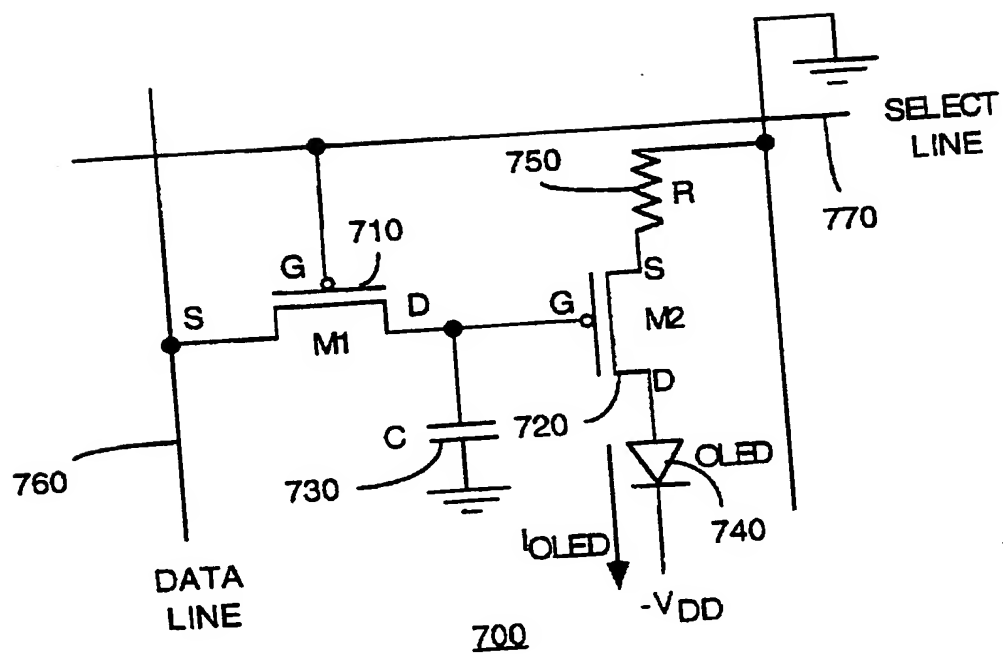 SELECT
LINE
750
R
770
710
G
S
D
M1
G
S
M2
D
C
720
730
760
OLED
740
IOLED
-VDD
DATA
LINE
700